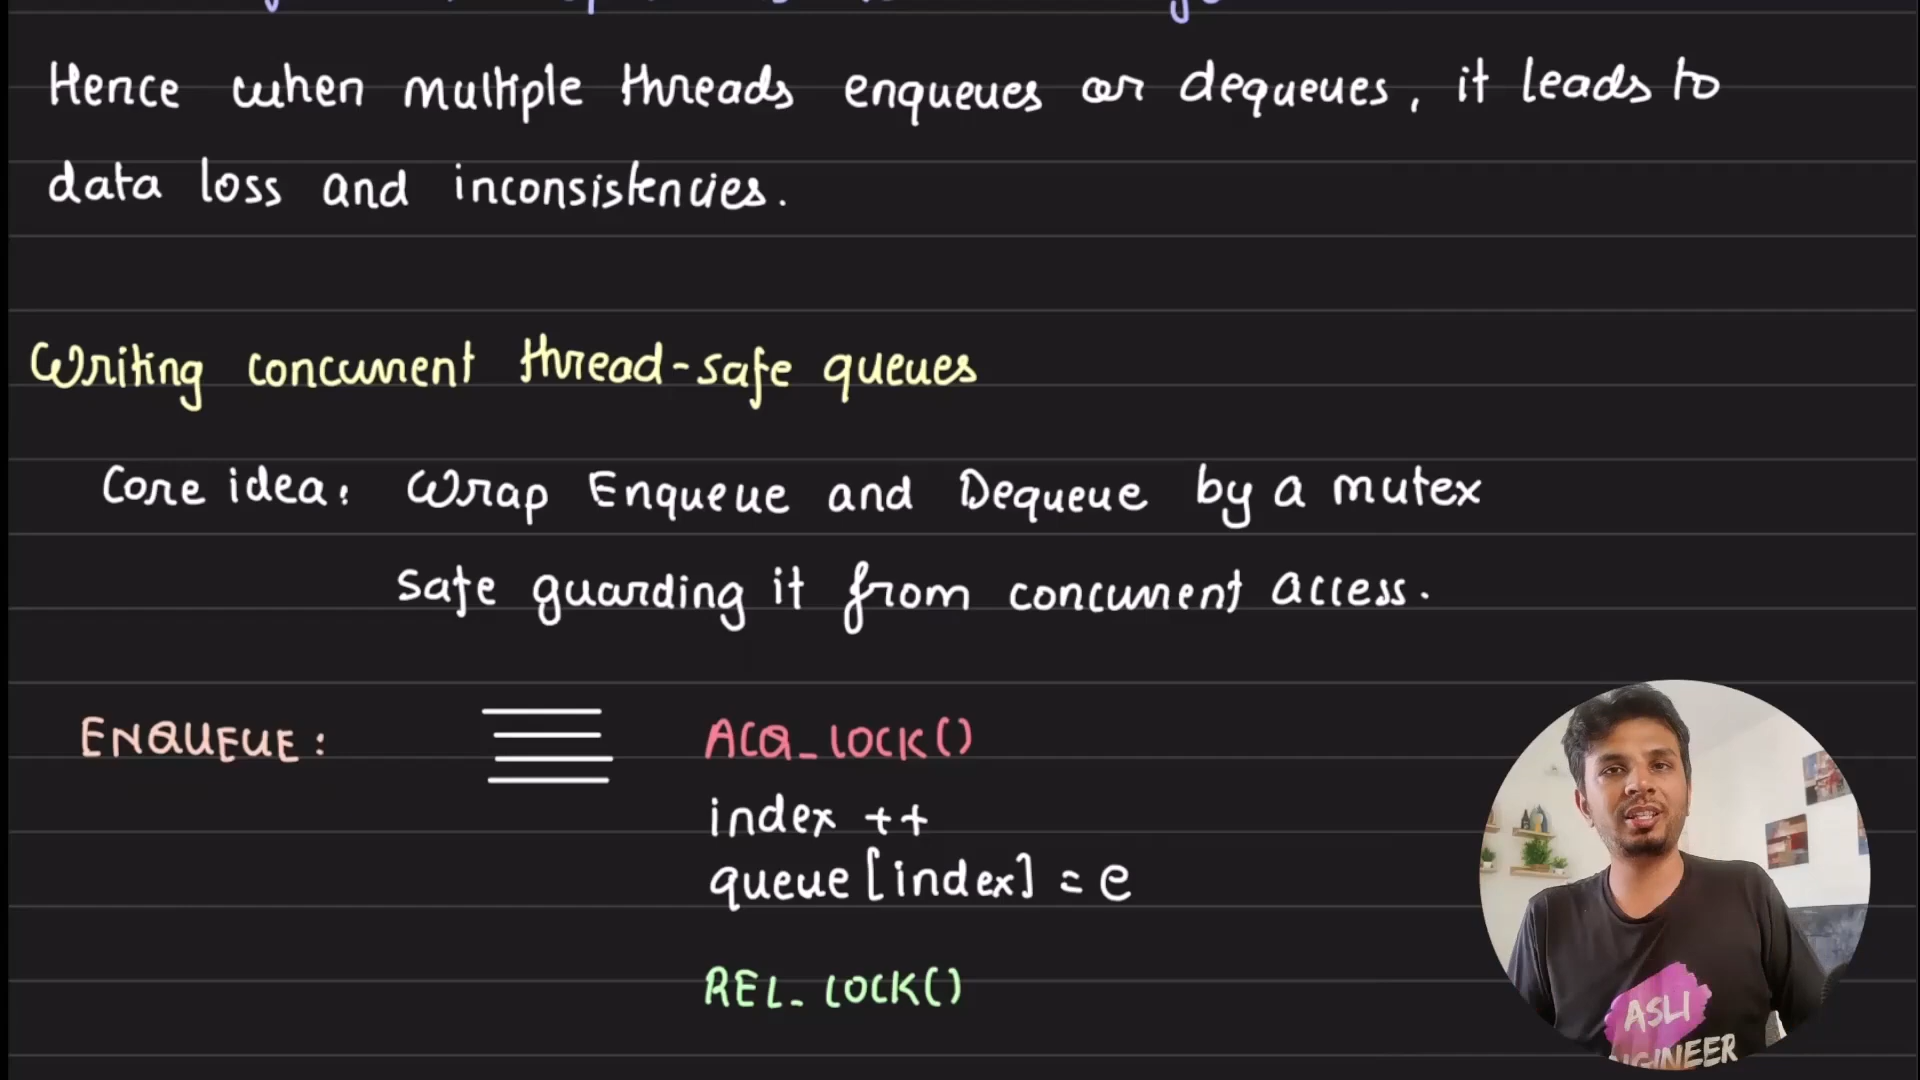 Hence when multiple threads enqueues or dequeues, it leads to
data loss and inconsistencies.
Writing concurrent thread-safe queues
Core idea: Wrap Enqueue and Dequeue by a mutex
safe guarding it from concurrent access.
ENQUEUE:
ACQ_LOCK()
index ++
queue[index] = e
REL_LOCK()
ASLI
ENGINEER